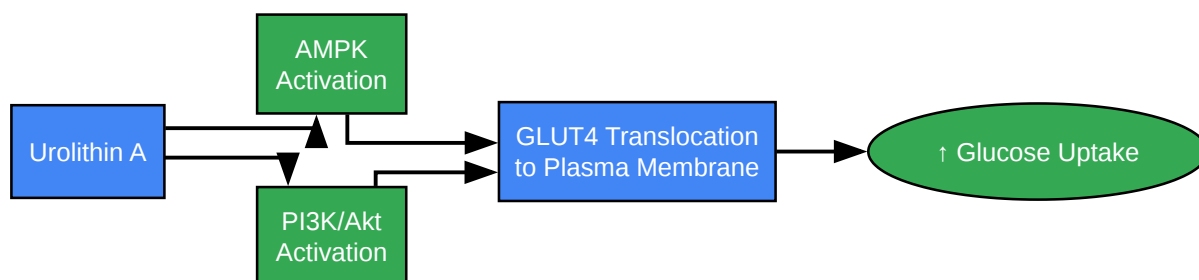 AMPK
Activation
Urolithin A
GLUT4 Translocation
to Plasma Membrane
↑ Glucose Uptake
PI3K/Akt
Activation